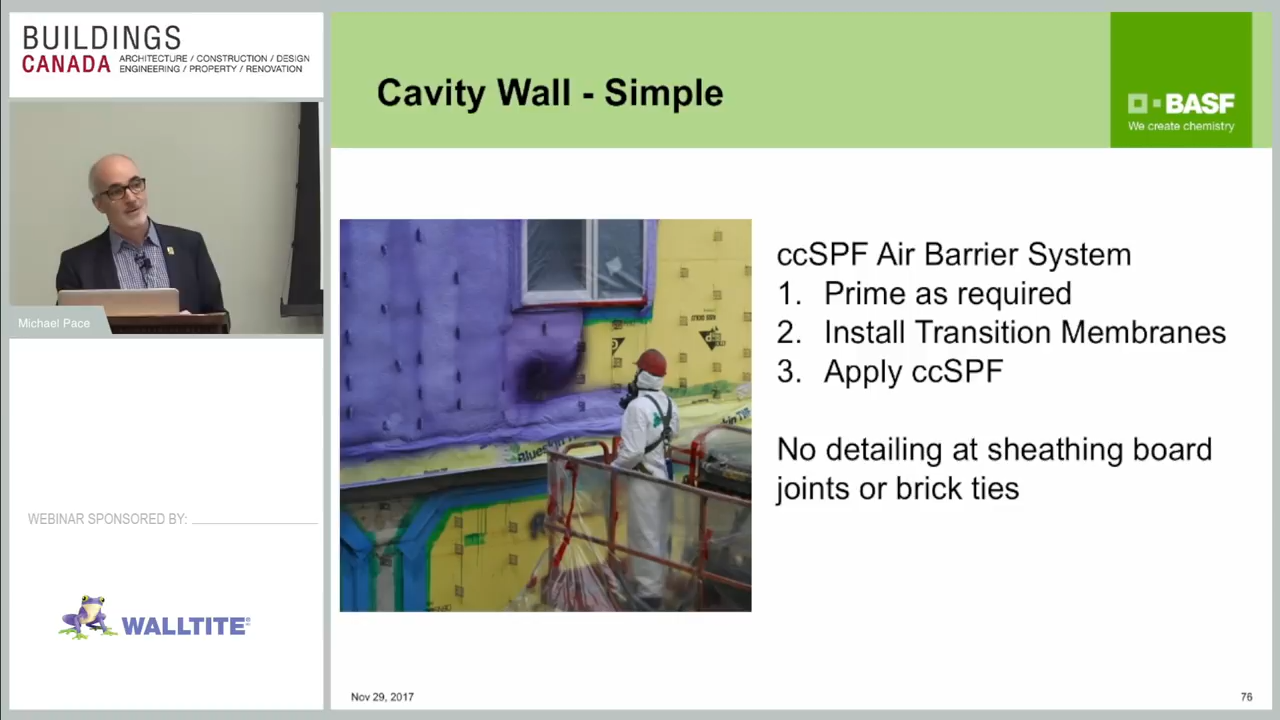 BUILDINGS
CANADA
ARCHITECTURE / CONSTRUCTION / DESIGN
ENGINEERING / PROPERTY / RENOVATION
Michael Pace
WEBINAR SPONSORED BY:
WALLTITE®
Cavity Wall - Simple
BASF
We create chemistry
ccSPF Air Barrier System
1. Prime as required
2. Install Transition Membranes
3. Apply ccSPF
No detailing at sheathing board
joints or brick ties
Blueskin
Nov 29, 2017
76